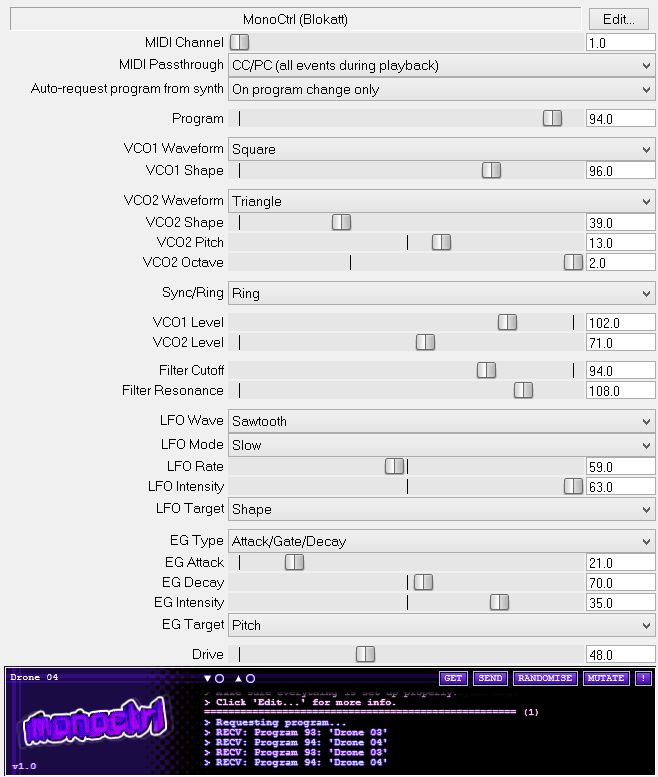 MonoCtrl (Blokatt)
Edit...
MIDI Channel 1.0
MIDI Passthrough CC/PC (all events during playback)
Auto-request program from synth On program change only
Program 94.0
VCO1 Waveform Square
VCO1 Shape 96.0
VCO2 Waveform Triangle
VCO2 Shape 39.0
VCO2 Pitch 13.0
VCO2 Octave 2.0
Sync/Ring Ring
VCO1 Level 102.0
VCO2 Level 71.0
Filter Cutoff 94.0
Filter Resonance 108.0
LFO Wave Sawtooth
LFO Mode Slow
LFO Rate 59.0
LFO Intensity 63.0
LFO Target Shape
EG Type Attack/Gate/Decay
EG Attack 21.0
EG Decay 70.0
EG Intensity 35.0
EG Target Pitch
Drive 48.0
Drone 04
GET SEND RANDOMISE MUTATE !
> Make sure everything is set up properly.
> Click 'Edit...' for more info.
(1)
> Requesting program...
> RECV: Program 93: 'Drone 03'
> RECV: Program 94: 'Drone 04'
> RECV: Program 93: 'Drone 03'
> RECV: Program 94: 'Drone 04'
monoctrl
v1.0